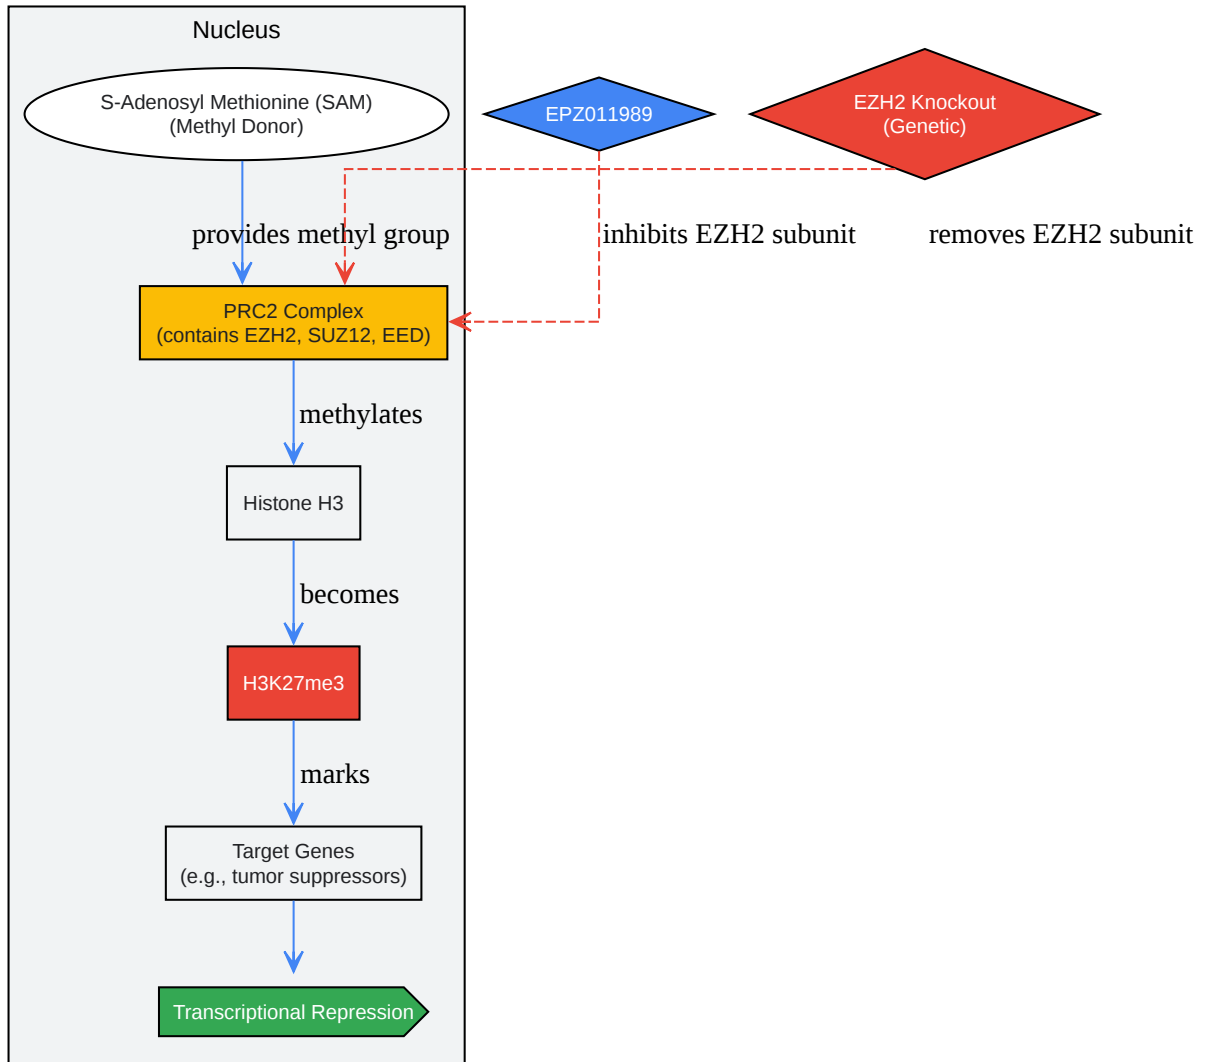 Nucleus
S-Adenosyl Methionine (SAM)
(Methyl Donor)
EPZ011989
EZH2 Knockout
(Genetic)
provides methyl group
inhibits EZH2 subunit
removes EZH2 subunit
PRC2 Complex
(contains EZH2, SUZ12, EED)
methylates
Histone H3
becomes
H3K27me3
marks
Target Genes
(e.g., tumor suppressors)
Transcriptional Repression